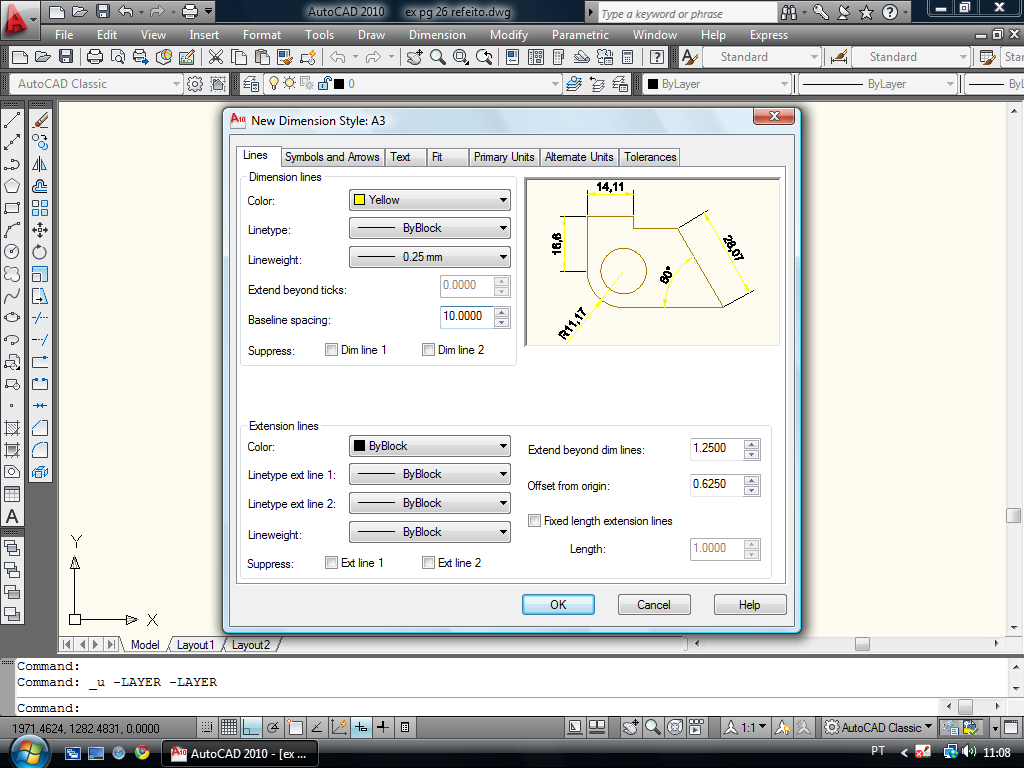 AutoCAD 2010 ex pg 26 refeito.dwg
Type a keyword or phrase
File Edit View Insert Format Tools Draw Dimension Modify Parametric Window Help Express
Standard Standard
AutoCAD Classic 0 ByLayer ByLayer
New Dimension Style: A3
Lines Symbols and Arrows Text Fit Primary Units Alternate Units Tolerances
Dimension lines
Color: Yellow
Linetype: ByBlock
Lineweight: 0.25 mm
Extend beyond ticks: 0.0000
Baseline spacing: 10.0000
Suppress: Dim line 1 Dim line 2
14,11
16,6
28,07
60°
R11,17
Extension lines
Color: ByBlock
Linetype ext line 1: ByBlock
Linetype ext line 2: ByBlock
Lineweight: ByBlock
Suppress: Ext line 1 Ext line 2
Extend beyond dim lines: 1.2500
Offset from origin: 0.6250
Fixed length extension lines
Length: 1.0000
OK Cancel Help
Y
X
A
Model Layout1 Layout2
Command:
Command: _u -LAYER -LAYER
Command:
1971.4624, 1282.4831, 0.0000 1:1 AutoCAD Classic
AutoCAD 2010 - [ex ... PT 11:08